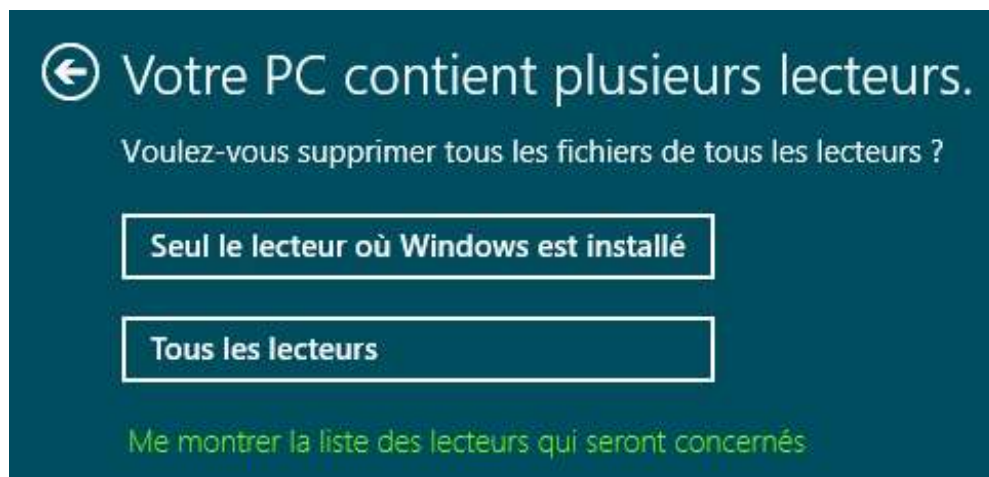 Votre PC contient plusieurs lecteurs.
Voulez-vous supprimer tous les fichiers de tous les lecteurs ?
Seul le lecteur où Windows est installé
Tous les lecteurs
Me montrer la liste des lecteurs qui seront concernés